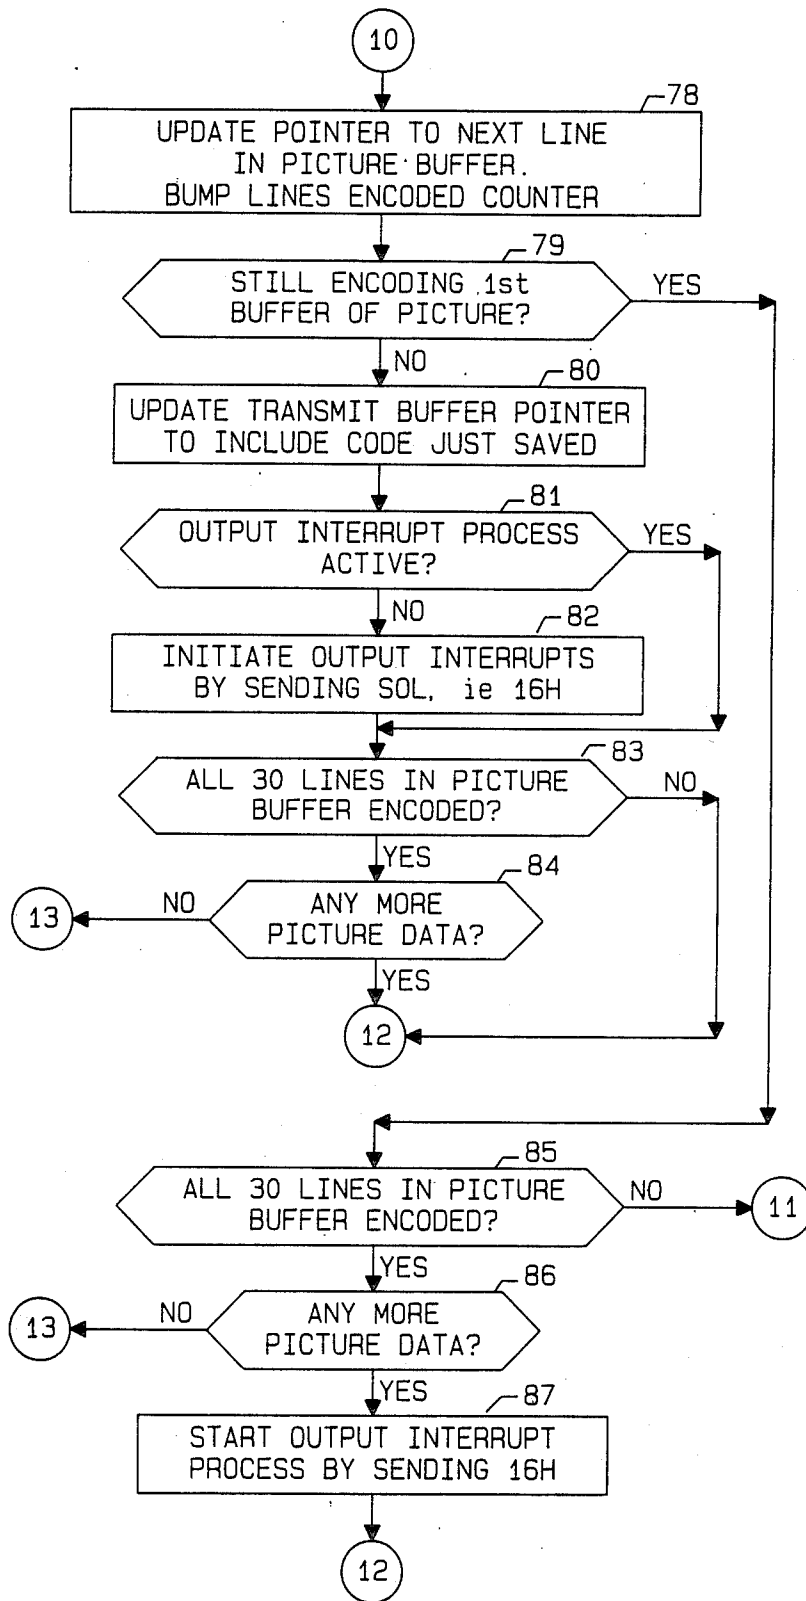 10
78
UPDATE POINTER TO NEXT LINE
IN PICTURE BUFFER.
BUMP LINES ENCODED COUNTER
79
STILL ENCODING 1st
BUFFER OF PICTURE?
YES
NO
80
UPDATE TRANSMIT BUFFER POINTER
TO INCLUDE CODE JUST SAVED
81
OUTPUT INTERRUPT PROCESS
ACTIVE?
YES
NO
82
INITIATE OUTPUT INTERRUPTS
BY SENDING SOL, ie 16H
83
ALL 30 LINES IN PICTURE
BUFFER ENCODED?
NO
YES
84
ANY MORE
PICTURE DATA?
NO
13
YES
12
85
ALL 30 LINES IN PICTURE
BUFFER ENCODED?
NO
11
YES
86
ANY MORE
PICTURE DATA?
NO
13
YES
87
START OUTPUT INTERRUPT
PROCESS BY SENDING 16H
12